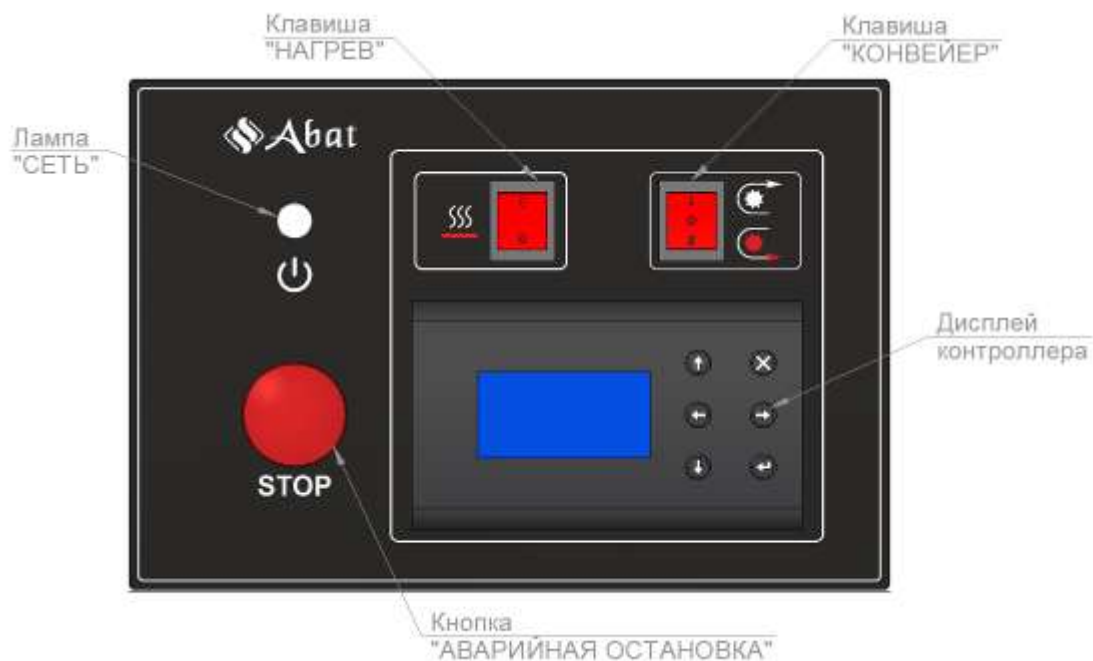 Клавиша
"НАГРЕВ"
Клавиша
"КОНВЕЙЕР"
Abat
Лампа
"СЕТЬ"
Дисплей
контроллера
STOP
Кнопка
"АВАРИЙНАЯ ОСТАНОВКА"